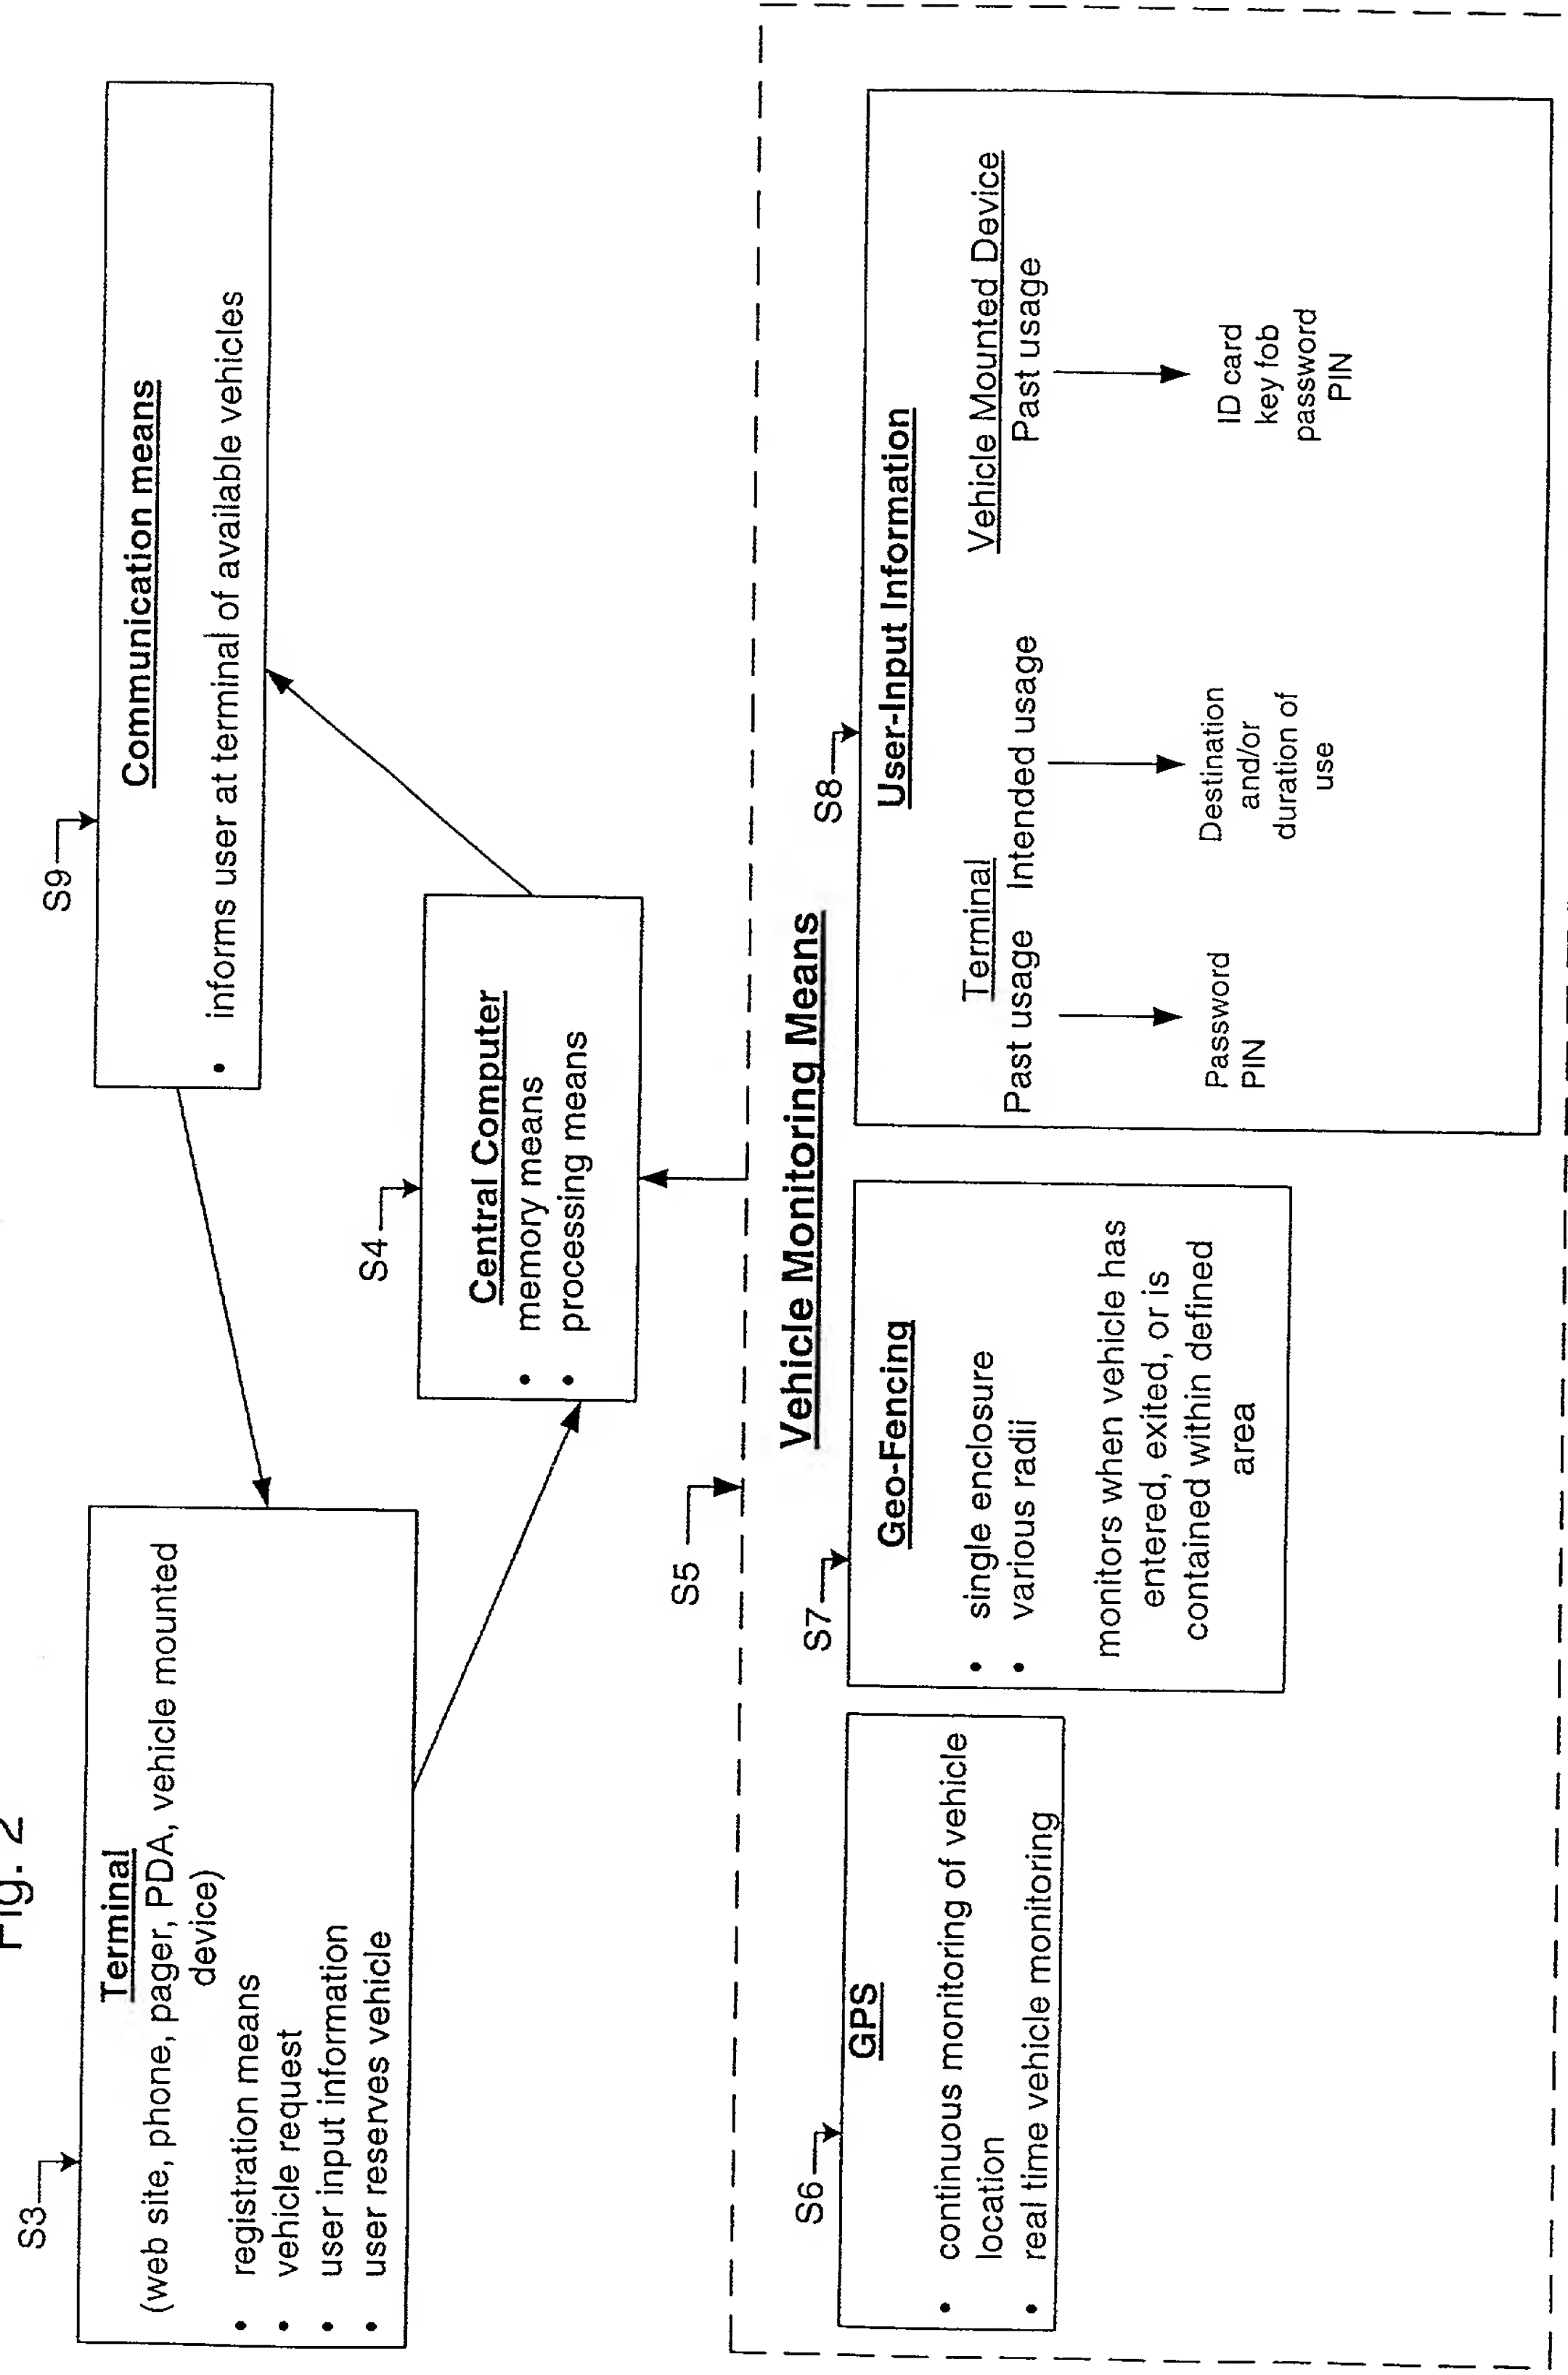 Fig. 2
S3
Terminal
(web site, phone, pager, PDA, vehicle mounted
device)
• registration means
• vehicle request
• user input information
• user reserves vehicle
S9
Communication means
• informs user at terminal of available vehicles
S4
Central Computer
• memory means
• processing means
S5
Vehicle Monitoring Means
S6
GPS
• continuous monitoring of vehicle
location
• real time vehicle monitoring
S7
Geo-Fencing
• single enclosure
• various radii
monitors when vehicle has
entered, exited, or is
contained within defined
area
S8
User-Input Information
Terminal
Past usage Intended usage
Password
PIN
Destination
and/or
duration of
use
Vehicle Mounted Device
Past usage
ID card
key fob
password
PIN